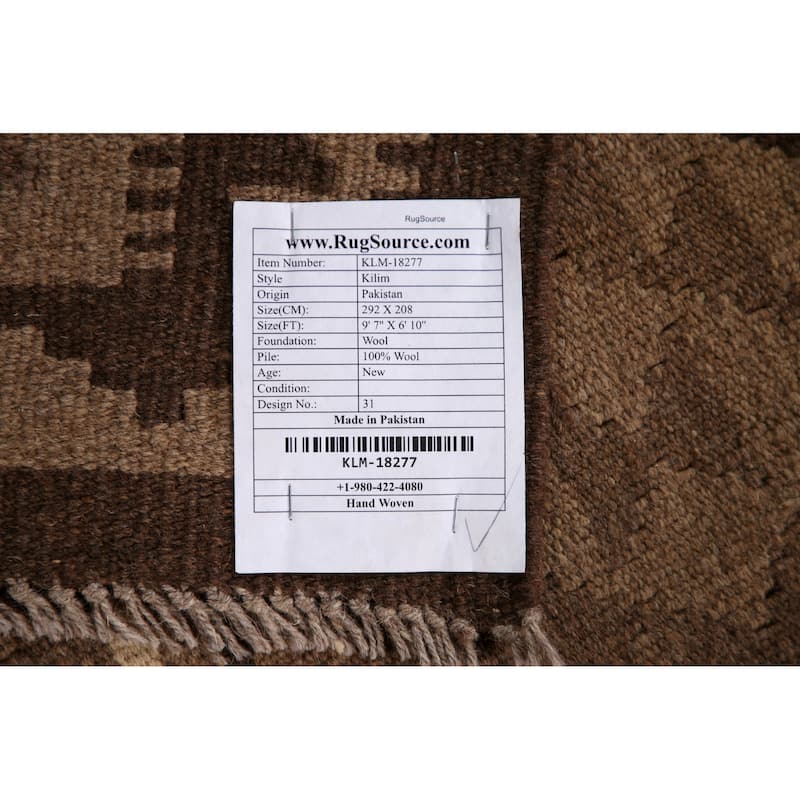 RugSource
www.RugSource.com
Item Number: KLM-18277
Style Kilim
Origin Pakistan
Size(CM): 292 X 208
Size(FT): 9' 7" X 6' 10"
Foundation: Wool
Pile: 100% Wool
Age: New
Condition:
Design No.: 31
Made in Pakistan
KLM-18277
+1-980-422-4080
Hand Woven